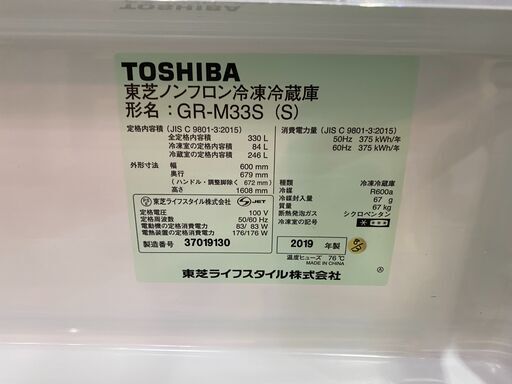 TOSHIBA
TOSHIBA
東芝ノンフロン冷凍冷蔵庫
形名：GR-M33S（S）
定格内容積（JIS C 9801-3:2015）
全定格内容積 330 L
冷凍室の定格内容積 84 L
冷蔵室の定格内容積 246 L
外形寸法 幅 600 mm
奥行 679 mm
（ハンドル・調整脚除く 672 mm）
高さ 1608 mm
東芝ライフスタイル株式会社 S JET
定格電圧 100 V
定格周波数 50/60 Hz
電動機の定格消費電力 83/ 83 W
電熱装置の定格消費電力 176/176 W
製造番号 37019130
消費電力量（JIS C 9801-3:2015）
50Hz 375 kWh/年
60Hz 375 kWh/年
種類 冷凍冷蔵庫
冷媒 R600a
冷媒封入量 67 g
質量 67 kg
断熱発泡ガス シクロペンタン
冷凍室の記号
2019 年製
温度ヒューズ 76℃
MADE IN CHINA
東芝ライフスタイル株式会社